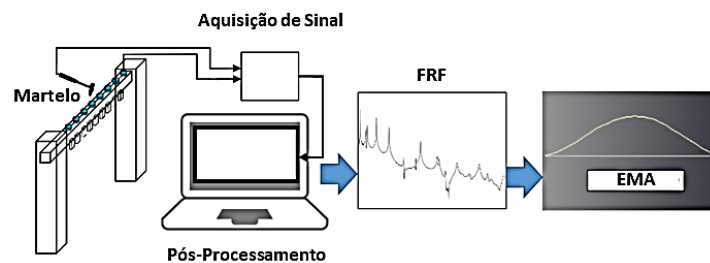 Aquisição de Sinal
FRF
Martelo
EMA
Pós-Processamento